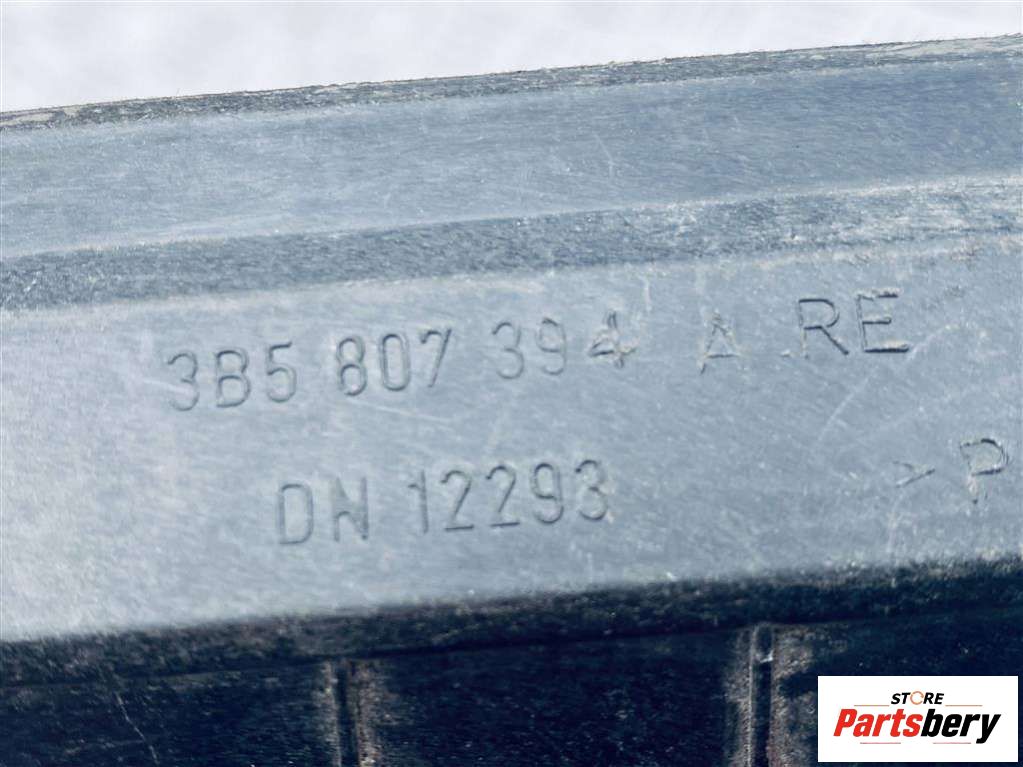 3B5 807 394 A RE
DN 12293
>P
STORE
Partsbery